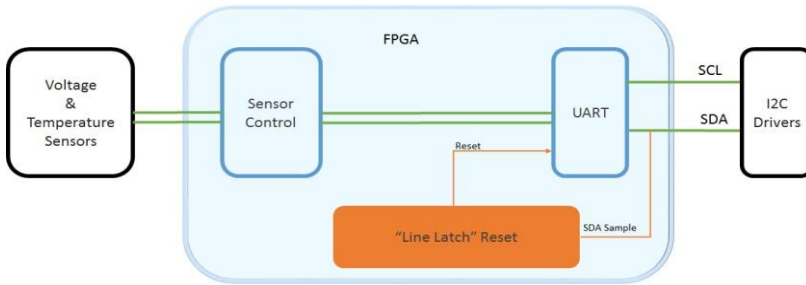 FPGA
Voltage
&
Temperature
Sensors
Sensor
Control
UART
SCL
SDA
I2C
Drivers
Reset
“Line Latch” Reset
SDA Sample